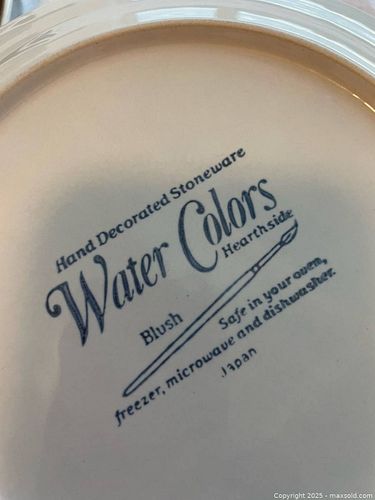 Hand Decorated Stoneware
Water Colors
Hearthside
Blush
Safe in your oven,
freezer, microwave and dishwasher.
Japan
Copyright © 2025 - maxsold.com